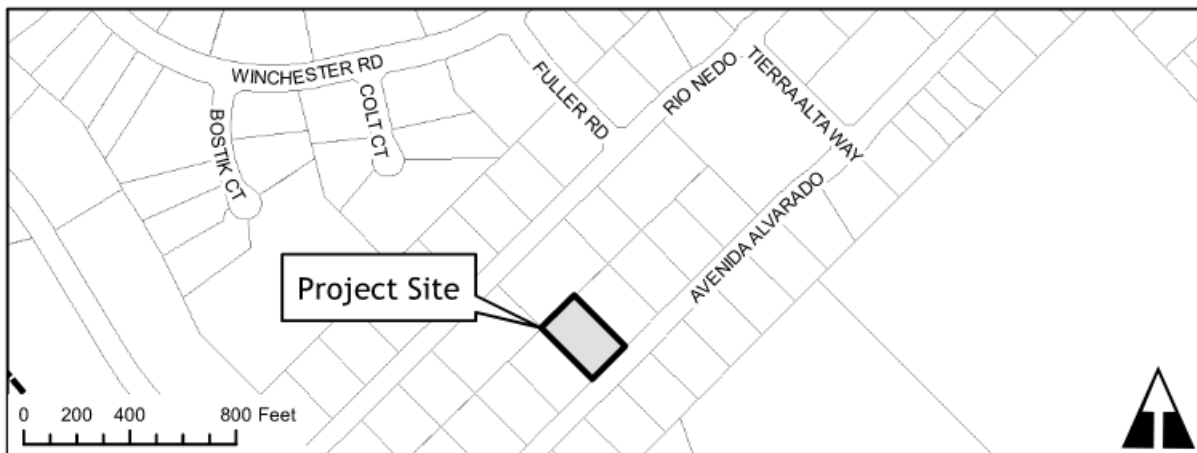 WINCHESTER RD
COLT CT
BOSTIK CT
FULLER RD
RIO NEDO
TIERRA ALTA WAY
AVENIDA ALVARADO
Project Site
0 200 400 800 Feet